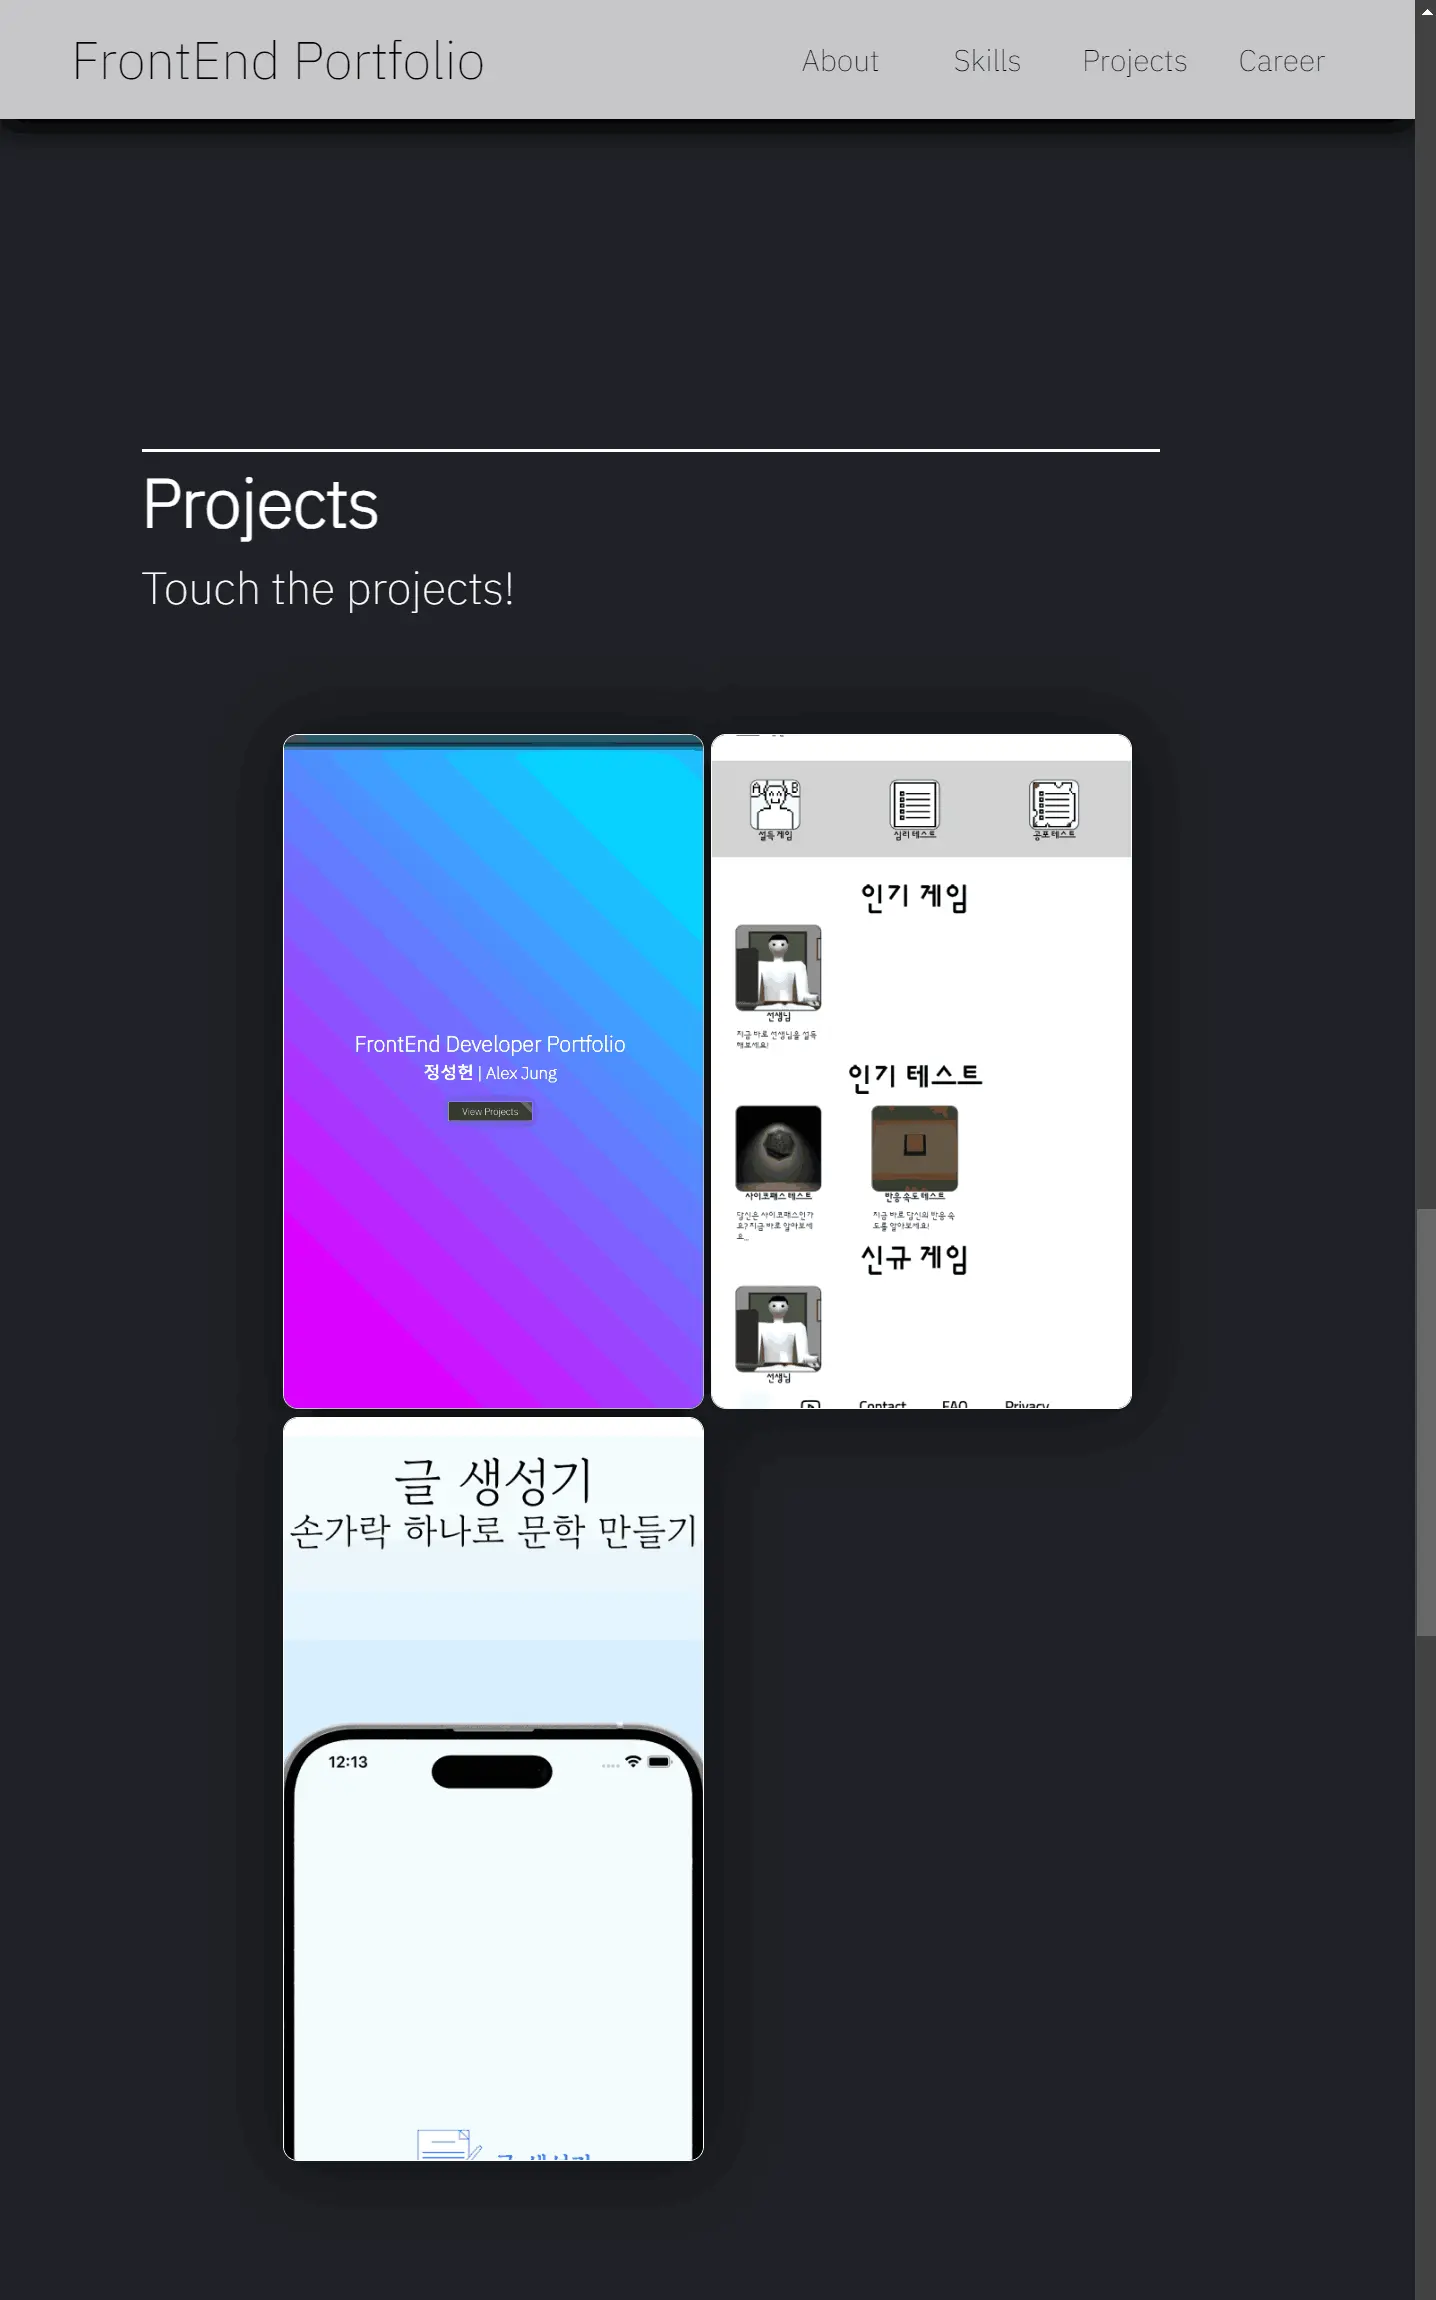 FrontEnd Portfolio
About Skills Projects Career
Projects
Touch the projects!
FrontEnd Developer Portfolio
정성헌 | Alex Jung
View Projects
A B
설득 게임
심리 테스트
공포 테스트
인기 게임
선생님
지금 바로 선생님을 설득
해보세요!
인기 테스트
사이코패스 테스트
당신은 사이코패스인가
요? 지금 바로 알아보세
요...
반응 속도 테스트
지금 바로 당신의 반응 속
도를 알아보세요!
신규 게임
선생님
Contact FAQ Privacy
글 생성기
손가락 하나로 문학 만들기
12:13
글 생성기